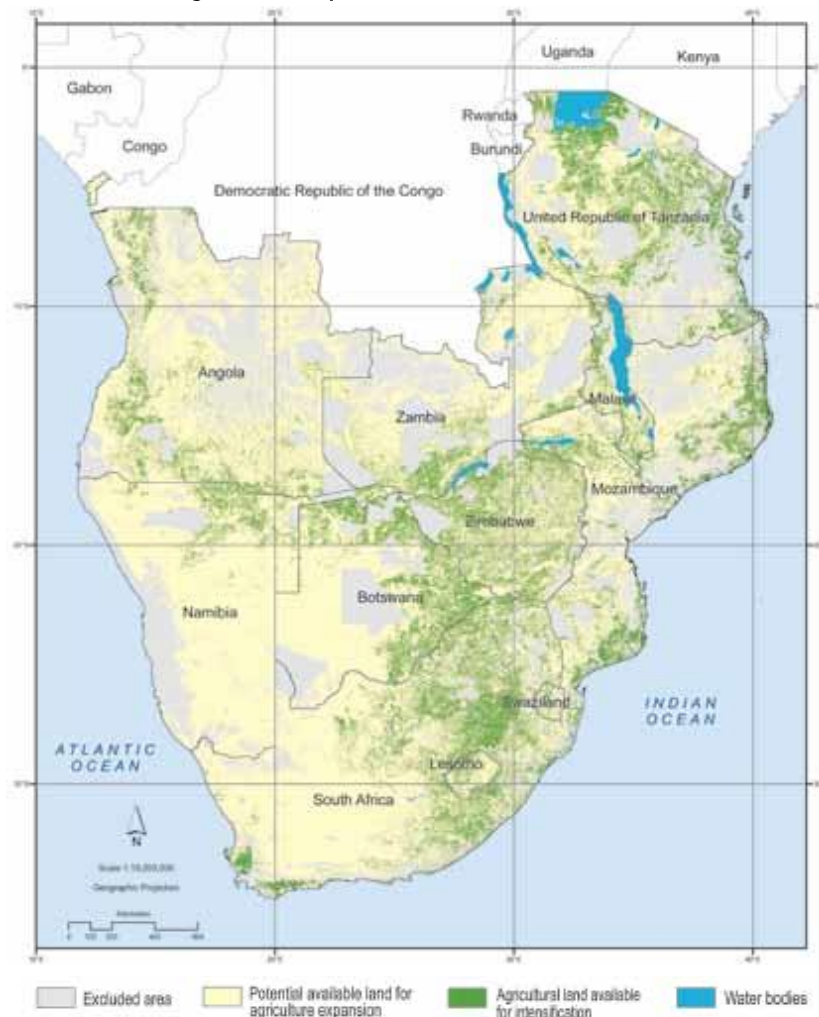 Uganda
Kenya
Gabon
Rwanda
Congo
Burundi
Democratic Republic of the Congo
United Republic of Tanzania
Angola
Malawi
Zambia
Mozambique
Zimbabwe
Botswana
Namibia
Swaziland
INDIAN
OCEAN
ATLANTIC
OCEAN
Lesotho
South Africa
N
Geographic Projection
Kilometers
Excluded area
Potential available land for
agriculture expansion
Agricultural land available
for intensification
Water bodies